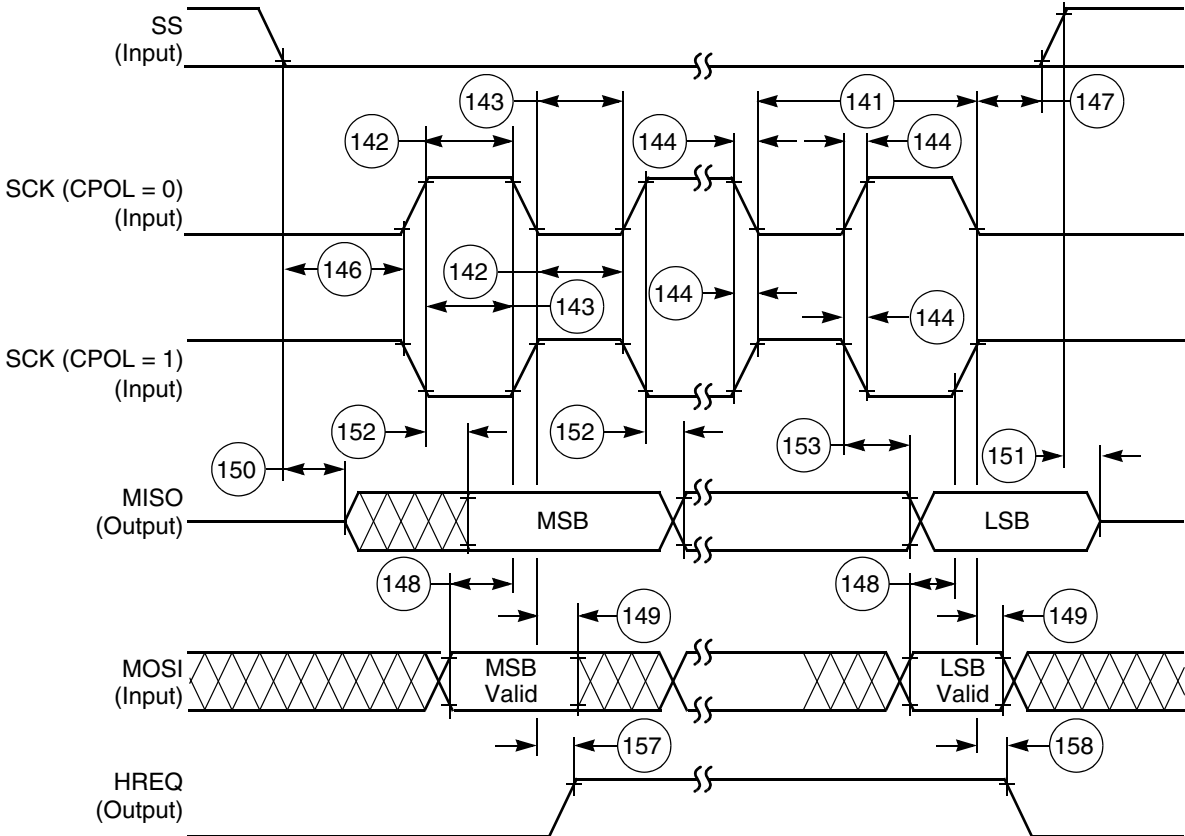 SS
(Input)
143
141
147
142
144
144
SCK (CPOL = 0)
(Input)
146
142
143
144
144
SCK (CPOL = 1)
(Input)
152
152
153
151
150
MISO
(Output)
MSB
LSB
148
148
149
149
MOSI
(Input)
MSB
Valid
LSB
Valid
157
158
HREQ
(Output)